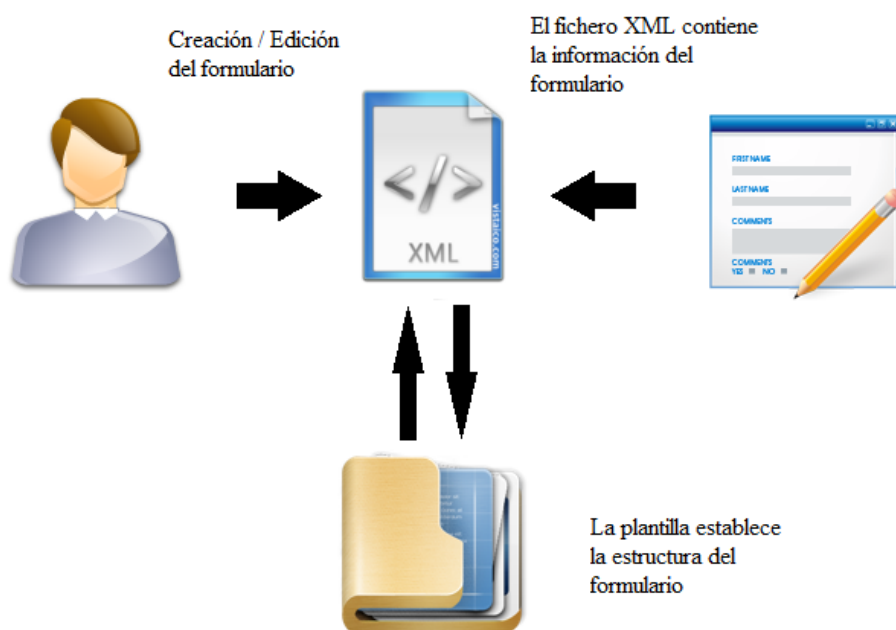 Creación / Edición
del formulario
El fichero XML contiene
la información del
formulario
</>
XML
vistaico.com
FIRST NAME
LAST NAME
COMMENTS
COMMENTS
YES NO
La plantilla establece
la estructura del
formulario